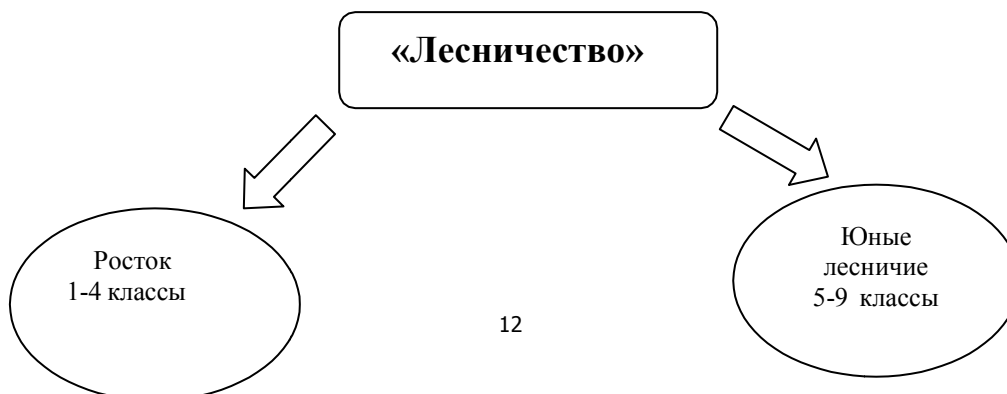 «Лесничество»
Росток
1-4 классы
Юные
лесничие
5-9 классы
12